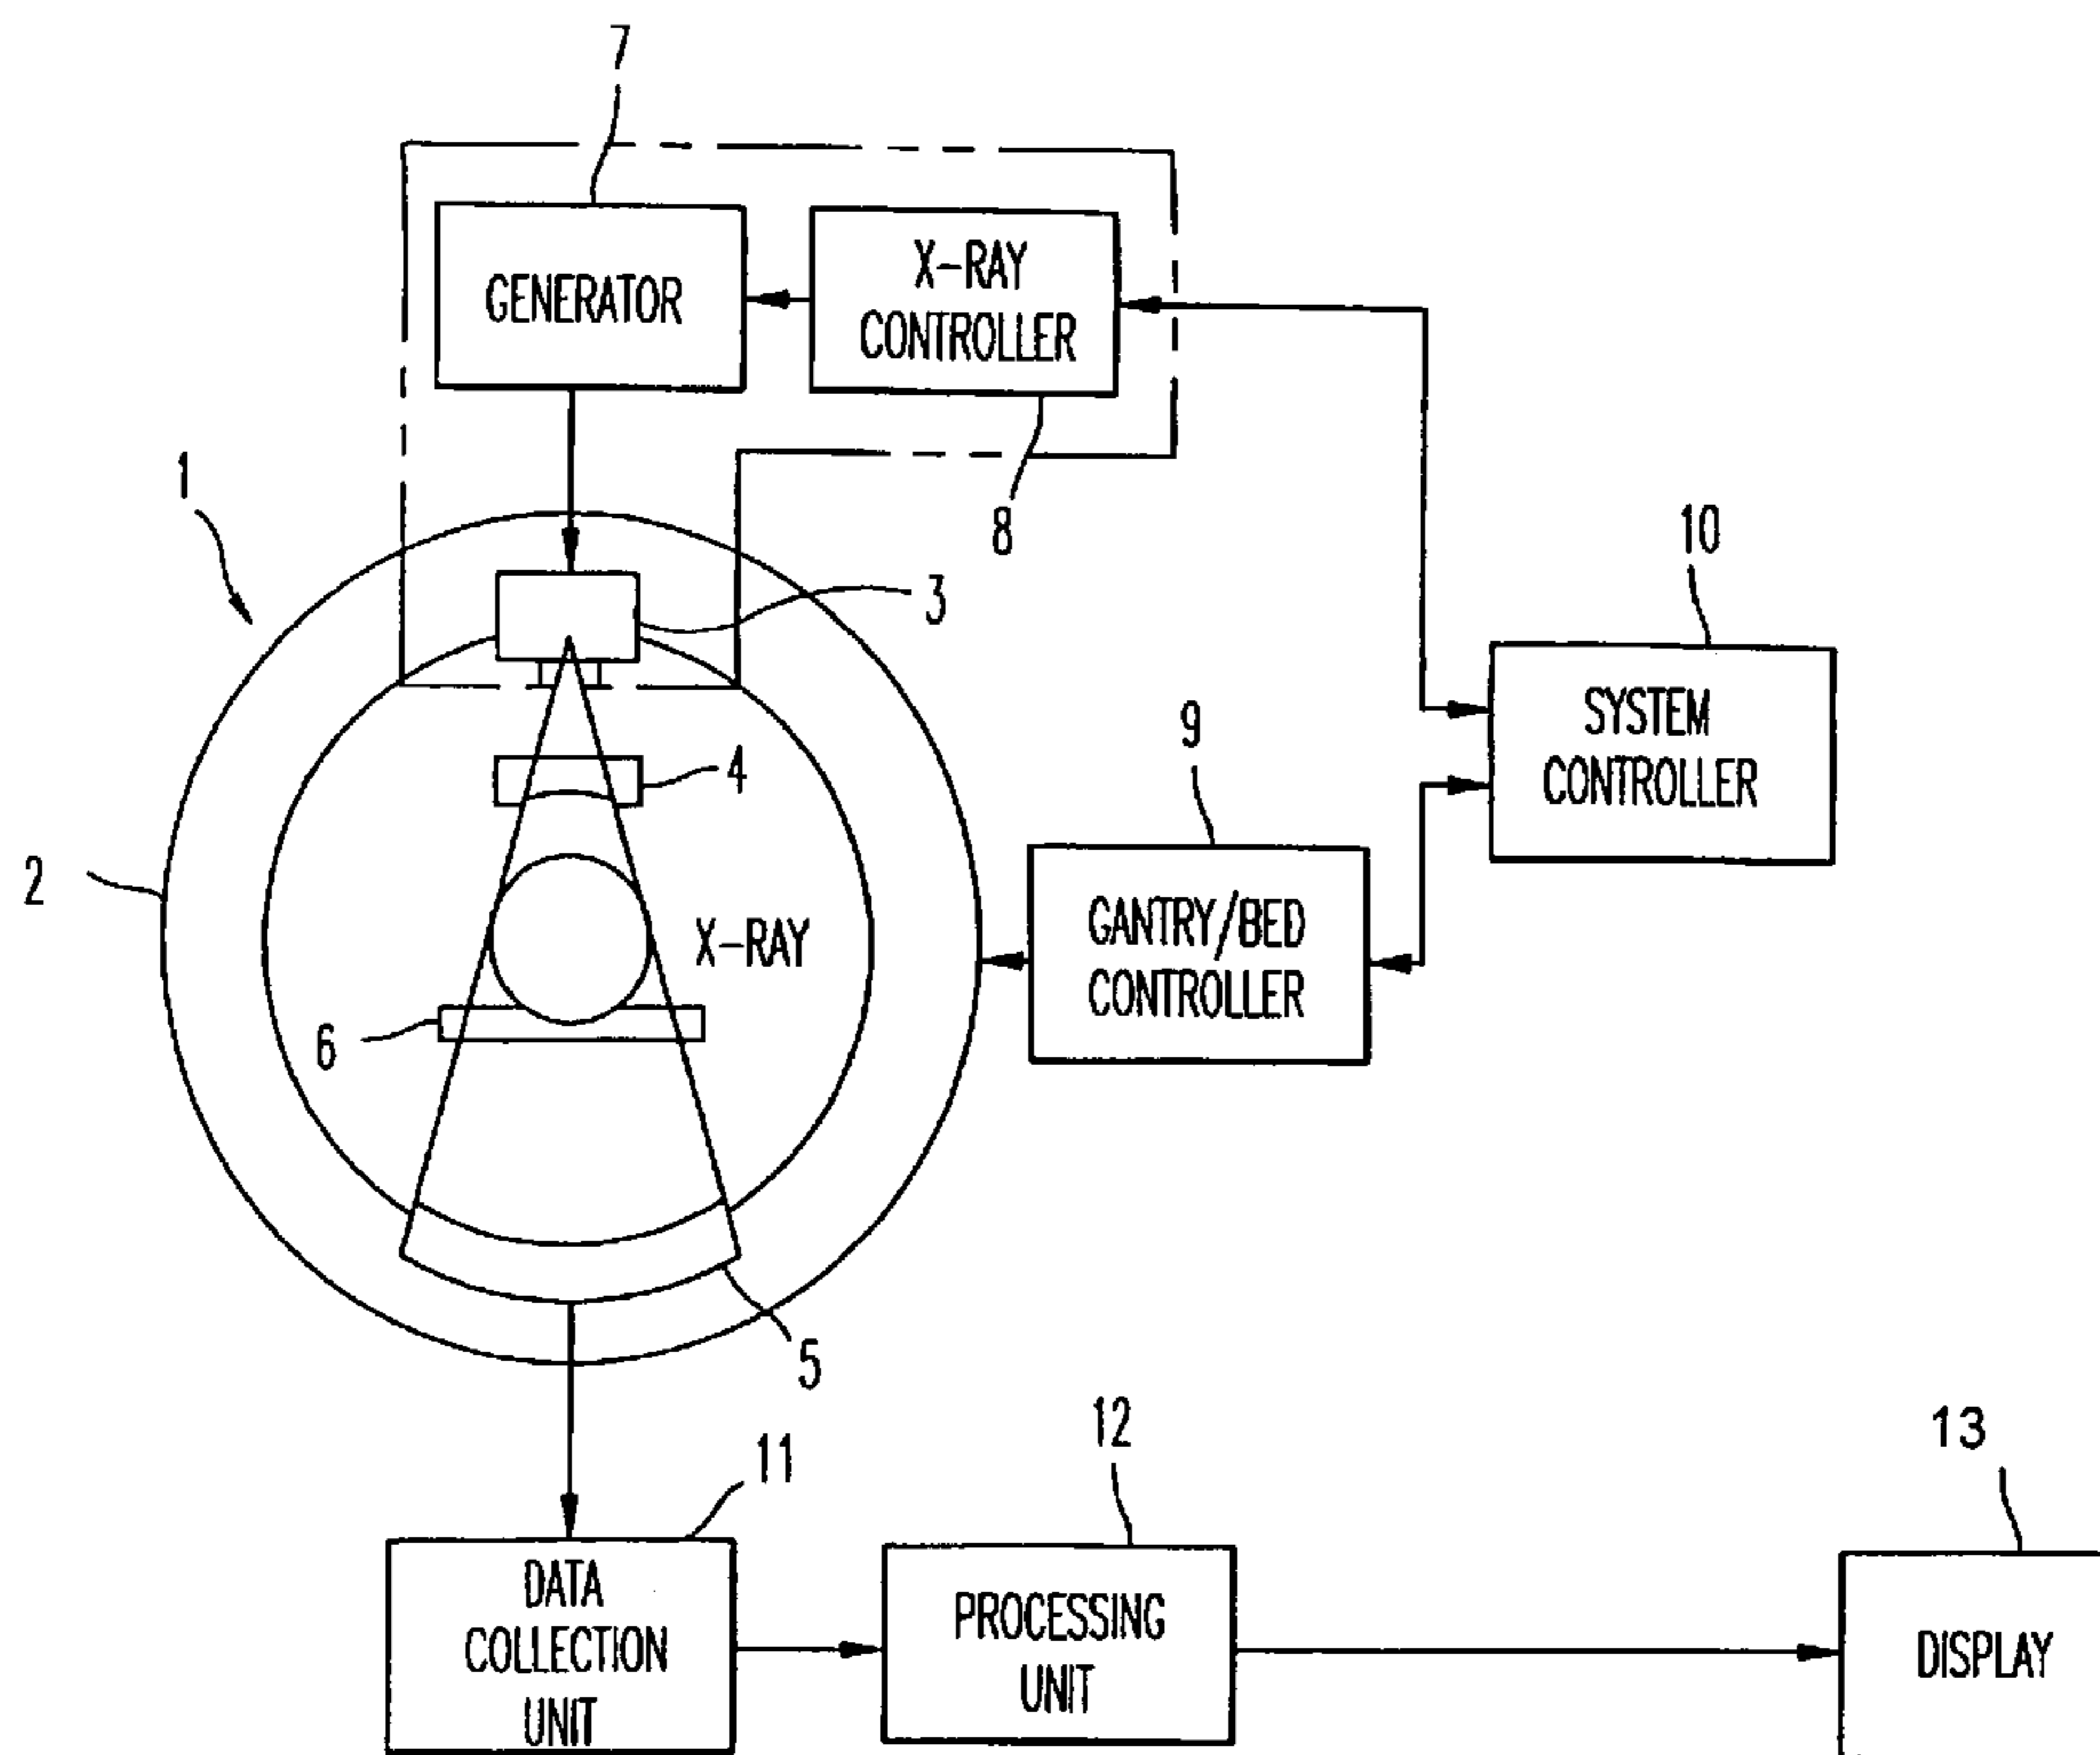 7
GENERATOR
X-RAY
CONTROLLER
8
1
3
10
SYSTEM
CONTROLLER
4
9
2
X-RAY
GANTRY/BED
CONTROLLER
6
5
11
12
13
DATA
COLLECTION
UNIT
PROCESSING
UNIT
DISPLAY